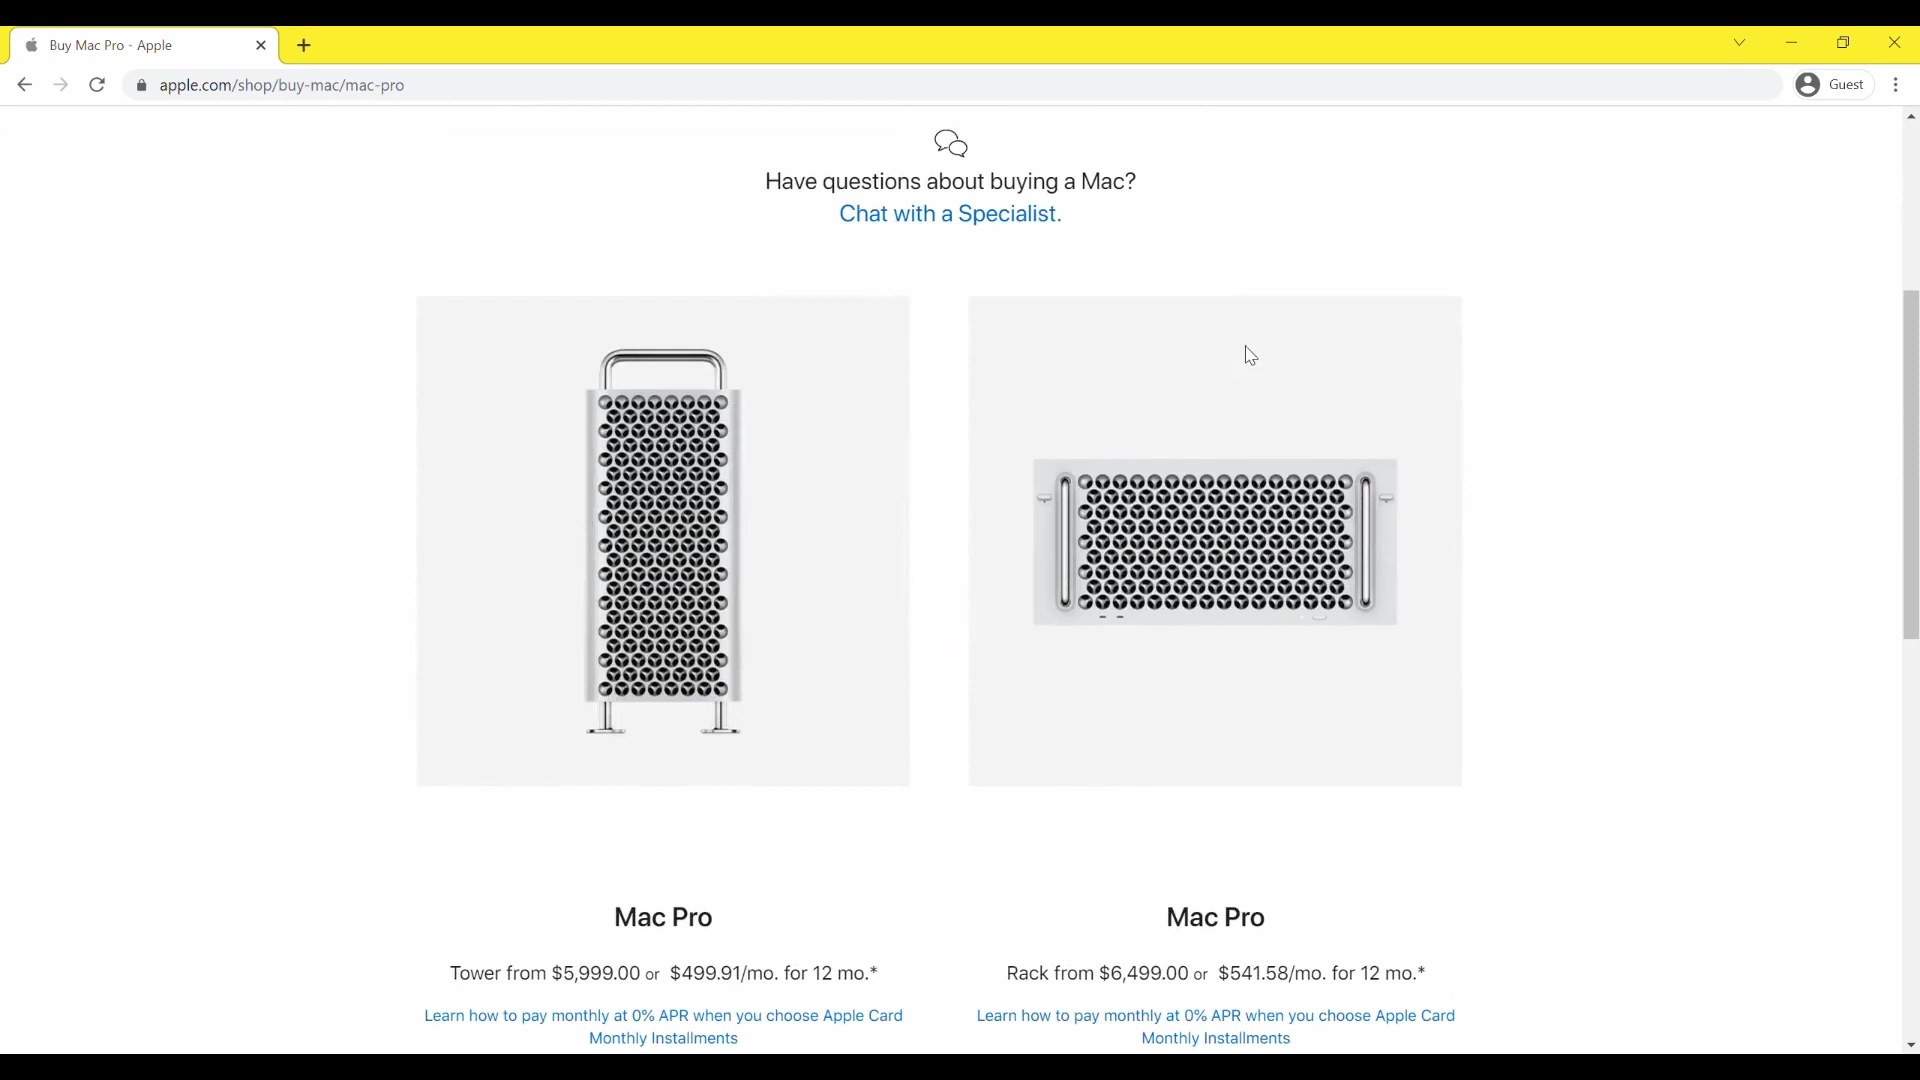 Buy Mac Pro - Apple
apple.com/shop/buy-mac/mac-pro
Guest
Have questions about buying a Mac?
Chat with a Specialist.
Mac Pro
Tower from $5,999.00 or $499.91/mo. for 12 mo.*
Learn how to pay monthly at 0% APR when you choose Apple Card
Monthly Installments
Mac Pro
Rack from $6,499.00 or $541.58/mo. for 12 mo.*
Learn how to pay monthly at 0% APR when you choose Apple Card
Monthly Installments